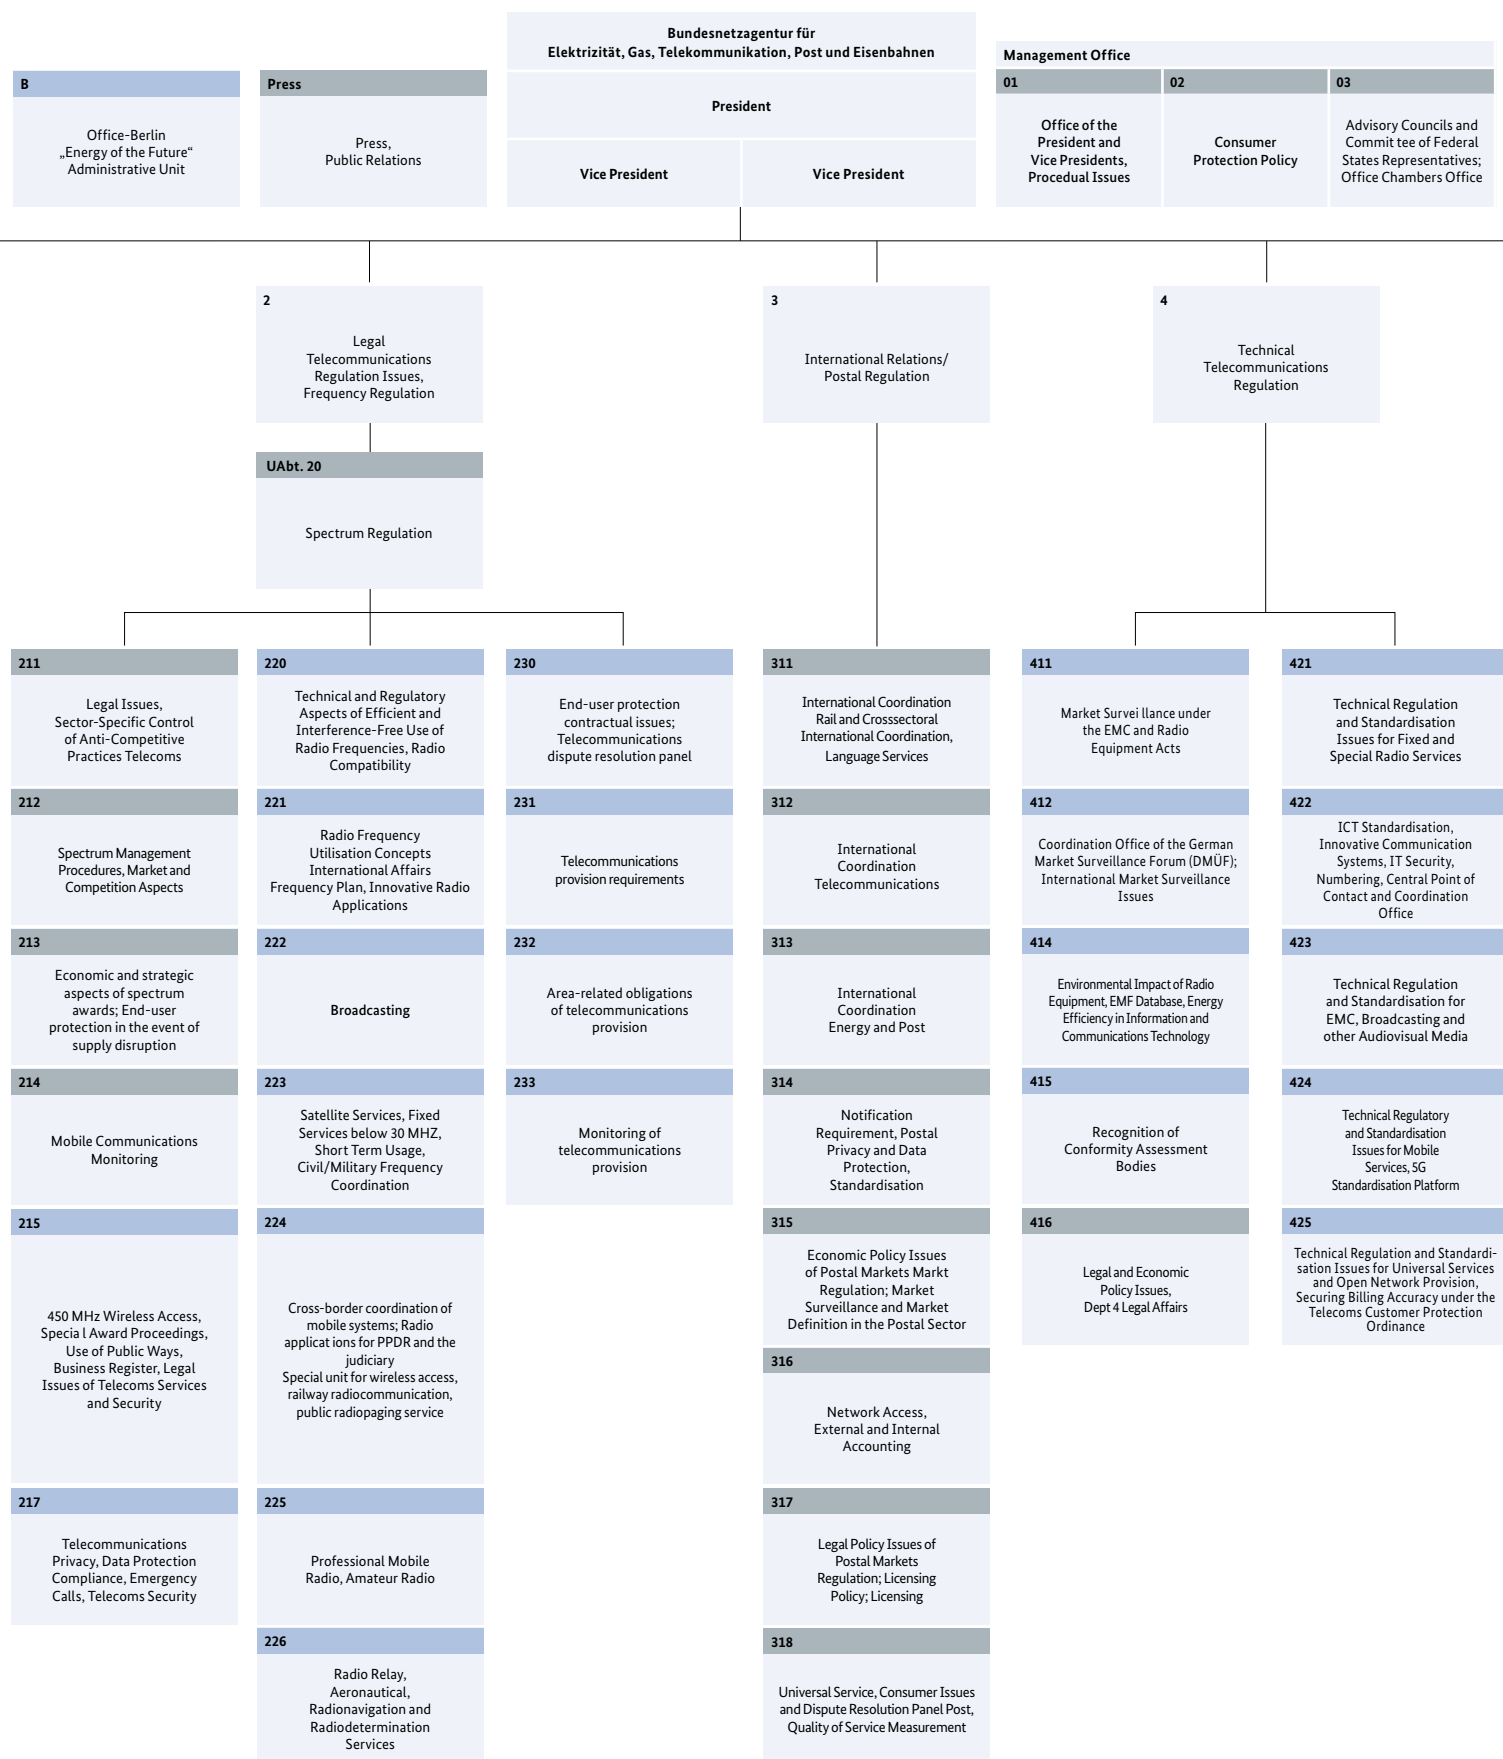 Bundesnetzagentur für
Elektrizität, Gas, Telekommunikation, Post und Eisenbahnen
President
Vice President
Vice President
B
Office-Berlin
„Energy of the Future“
Administrative Unit
Press
Press,
Public Relations
Management Office
01
Office of the
President and
Vice Presidents,
Procedual Issues
02
Consumer
Protection Policy
03
Advisory Councils and
Commit tee of Federal
States Representatives;
Office Chambers Office
2
Legal
Telecommunications
Regulation Issues,
Frequency Regulation
UAbt. 20
Spectrum Regulation
3
International Relations/
Postal Regulation
4
Technical
Telecommunications
Regulation
211
Legal Issues,
Sector-Specific Control
of Anti-Competitive
Practices Telecoms
212
Spectrum Management
Procedures, Market and
Competition Aspects
213
Economic and strategic
aspects of spectrum
awards; End-user
protection in the event of
supply disruption
214
Mobile Communications
Monitoring
215
450 MHz Wireless Access,
Specia l Award Proceedings,
Use of Public Ways,
Business Register, Legal
Issues of Telecoms Services
and Security
217
Telecommunications
Privacy, Data Protection
Compliance, Emergency
Calls, Telecoms Security
220
Technical and Regulatory
Aspects of Efficient and
Interference-Free Use of
Radio Frequencies, Radio
Compatibility
221
Radio Frequency
Utilisation Concepts
International Affairs
Frequency Plan, Innovative Radio
Applications
222
Broadcasting
223
Satellite Services, Fixed
Services below 30 MHZ,
Short Term Usage,
Civil/Military Frequency
Coordination
224
Cross-border coordination of
mobile systems; Radio
applicat ions for PPDR and the
judiciary
Special unit for wireless access,
railway radiocommunication,
public radiopaging service
225
Professional Mobile
Radio, Amateur Radio
226
Radio Relay,
Aeronautical,
Radionavigation and
Radiodetermination
Services
230
End-user protection
contractual issues;
Telecommunications
dispute resolution panel
231
Telecommunications
provision requirements
232
Area-related obligations
of telecommunications
provision
233
Monitoring of
telecommunications
provision
311
International Coordination
Rail and Crosssectoral
International Coordination,
Language Services
312
International
Coordination
Telecommunications
313
International
Coordination
Energy and Post
314
Notification
Requirement, Postal
Privacy and Data
Protection,
Standardisation
315
Economic Policy Issues
of Postal Markets Markt
Regulation; Market
Surveillance and Market
Definition in the Postal Sector
316
Network Access,
External and Internal
Accounting
317
Legal Policy Issues of
Postal Markets
Regulation; Licensing
Policy; Licensing
318
Universal Service, Consumer Issues
and Dispute Resolution Panel Post,
Quality of Service Measurement
411
Market Survei llance under
the EMC and Radio
Equipment Acts
412
Coordination Office of the German
Market Surveillance Forum (DMÜF);
International Market Surveillance
Issues
414
Environmental Impact of Radio
Equipment, EMF Database, Energy
Efficiency in Information and
Communications Technology
415
Recognition of
Conformity Assessment
Bodies
416
Legal and Economic
Policy Issues,
Dept 4 Legal Affairs
421
Technical Regulation
and Standardisation
Issues for Fixed and
Special Radio Services
422
ICT Standardisation,
Innovative Communication
Systems, IT Security,
Numbering, Central Point of
Contact and Coordination
Office
423
Technical Regulation
and Standardisation for
EMC, Broadcasting and
other Audiovisual Media
424
Technical Regulatory
and Standardisation
Issues for Mobile
Services, 5G
Standardisation Platform
425
Technical Regulation and Standardi-
sation Issues for Universal Services
and Open Network Provision,
Securing Billing Accuracy under the
Telecoms Customer Protection
Ordinance